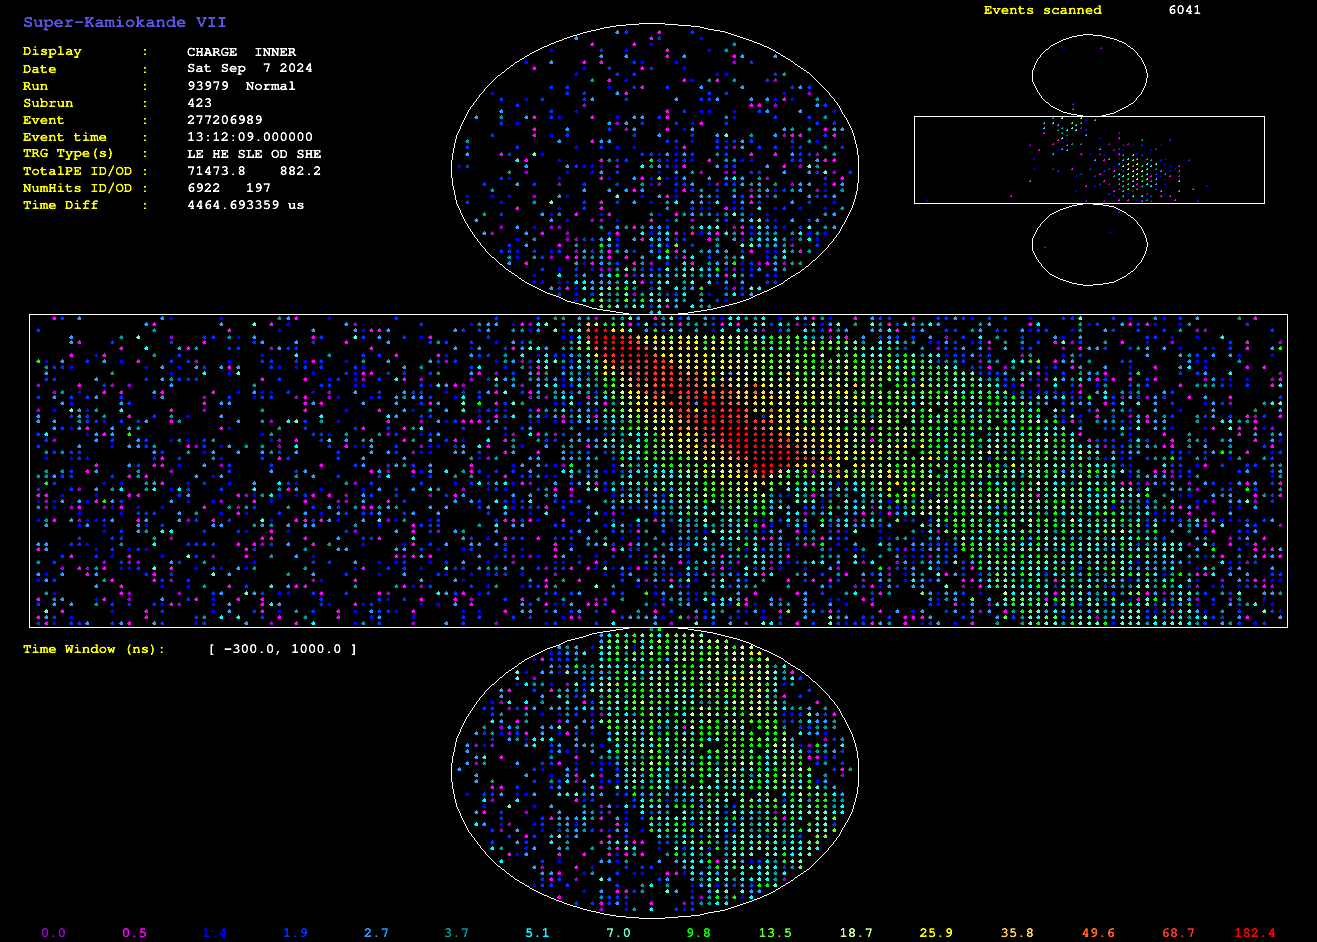 Super-Kamiokande VII
Display : CHARGE INNER
Date : Sat Sep 7 2024
Run : 93979 Normal
Subrun : 423
Event : 277206989
Event time : 13:12:09.000000
TRG Type(s) : LE HE SLE OD SHE
TotalPE ID/OD : 71473.8 882.2
NumHits ID/OD : 6922 197
Time Diff : 4464.693359 us
Events scanned 6041
Time Window (ns): [ -300.0, 1000.0 ]
0.0 0.5 1.4 1.9 2.7 3.7 5.1 7.0 9.8 13.5 18.7 25.9 35.8 49.6 68.7 182.4